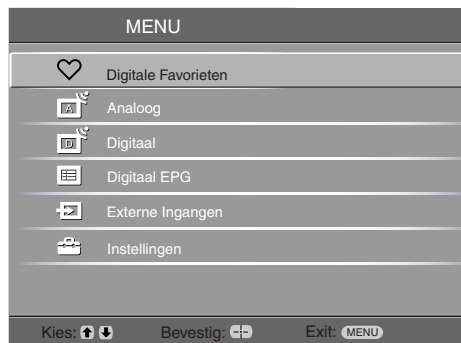 MENU
Digitale Favorieten
A Analoog
D Digitaal
Digitaal EPG
Externe Ingangen
Instellingen
Kies: Bevestig: Exit: MENU